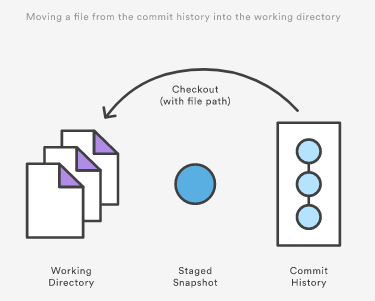 Moving a file from the commit history into the working directory
Checkout
(with file path)
Working
Directory
Staged
Snapshot
Commit
History